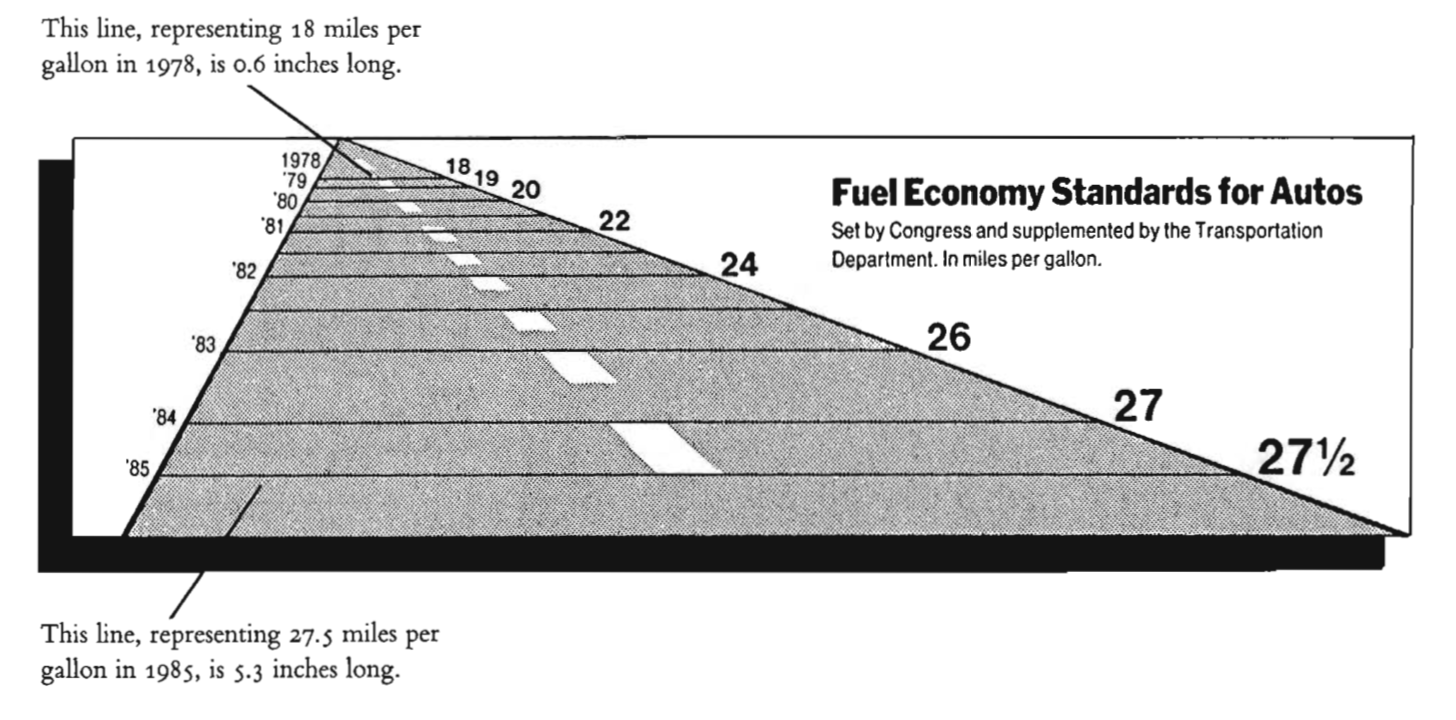 This line, representing 18 miles per
gallon in 1978, is 0.6 inches long.
1978
'79
'80
'81
'82
'83
'84
'85
18
19
20
22
24
26
27
27½
Fuel Economy Standards for Autos
Set by Congress and supplemented by the Transportation
Department. In miles per gallon.
This line, representing 27.5 miles per
gallon in 1985, is 5.3 inches long.